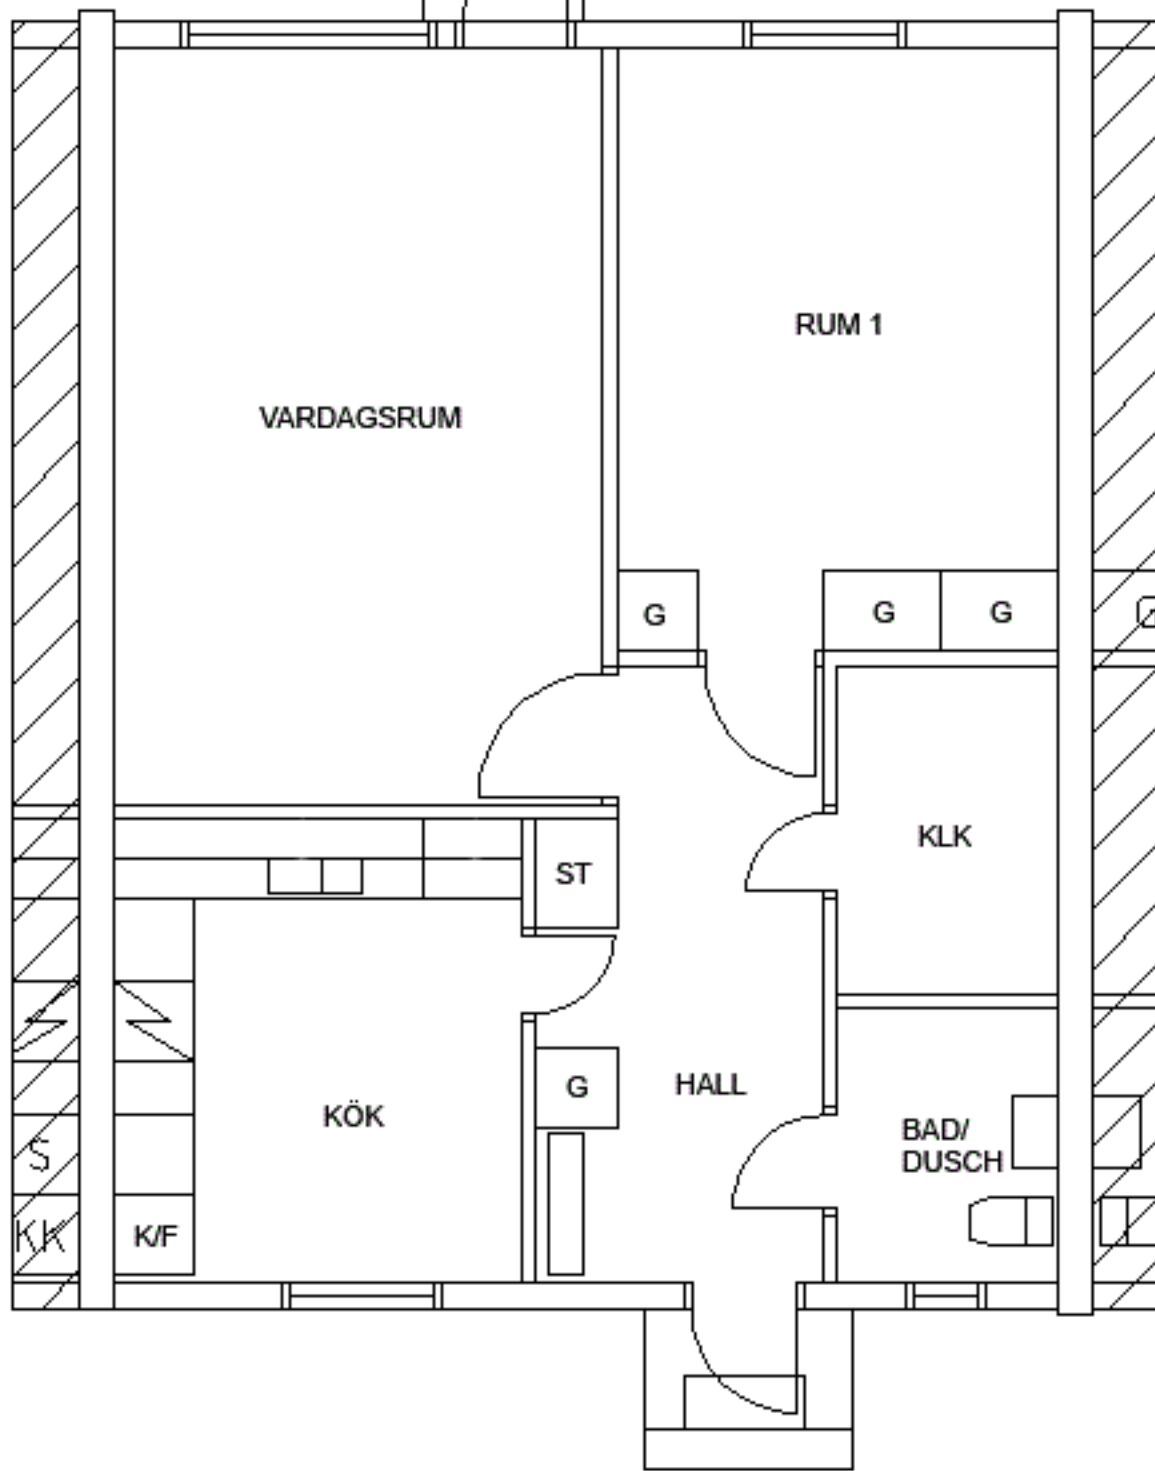 RUM 1
VARDAGSRUM
G
G
G
KLK
ST
HALL
G
KÖK
BAD/
DUSCH
S
KK
K/F